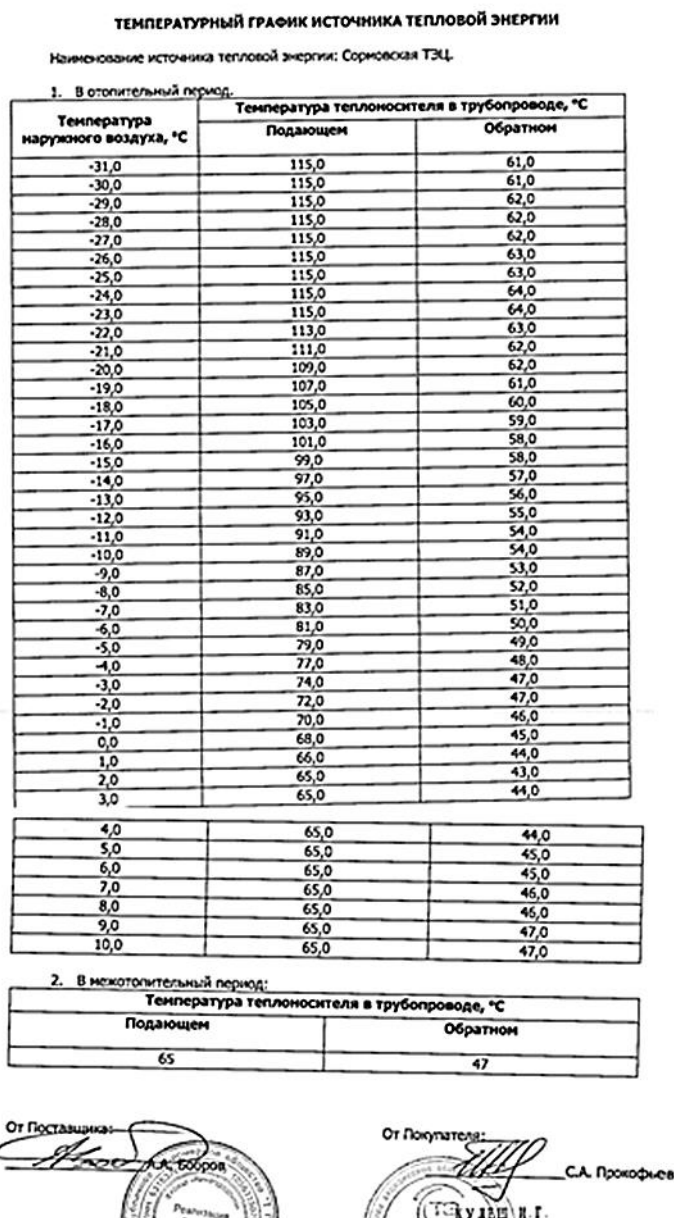 ТЕМПЕРАТУРНЫЙ ГРАФИК ИСТОЧНИКА ТЕПЛОВОЙ ЭНЕРГИИ
Наименование источника тепловой энергии: Сормовская ТЭЦ.
1. В отопительный период.
Температура наружного воздуха, °С
Температура теплоносителя в трубопроводе, °С
Подающем Обратном
-31,0 115,0 61,0
-30,0 115,0 61,0
-29,0 115,0 62,0
-28,0 115,0 62,0
-27,0 115,0 62,0
-26,0 115,0 63,0
-25,0 115,0 63,0
-24,0 115,0 64,0
-23,0 115,0 64,0
-22,0 113,0 63,0
-21,0 111,0 62,0
-20,0 109,0 62,0
-19,0 107,0 61,0
-18,0 105,0 60,0
-17,0 103,0 59,0
-16,0 101,0 58,0
-15,0 99,0 58,0
-14,0 97,0 57,0
-13,0 95,0 56,0
-12,0 93,0 55,0
-11,0 91,0 54,0
-10,0 89,0 54,0
-9,0 87,0 53,0
-8,0 85,0 52,0
-7,0 83,0 51,0
-6,0 81,0 50,0
-5,0 79,0 49,0
-4,0 77,0 48,0
-3,0 74,0 47,0
-2,0 72,0 47,0
-1,0 70,0 46,0
0,0 68,0 45,0
1,0 66,0 44,0
2,0 65,0 43,0
3,0 65,0 44,0
4,0 65,0 44,0
5,0 65,0 45,0
6,0 65,0 45,0
7,0 65,0 46,0
8,0 65,0 46,0
9,0 65,0 47,0
10,0 65,0 47,0
2. В межотопительный период:
Температура теплоносителя в трубопроводе, °С
Подающем Обратном
65 47
От Поставщика: От Покупателя:
А.А. Бобров С.А. Прокофьев